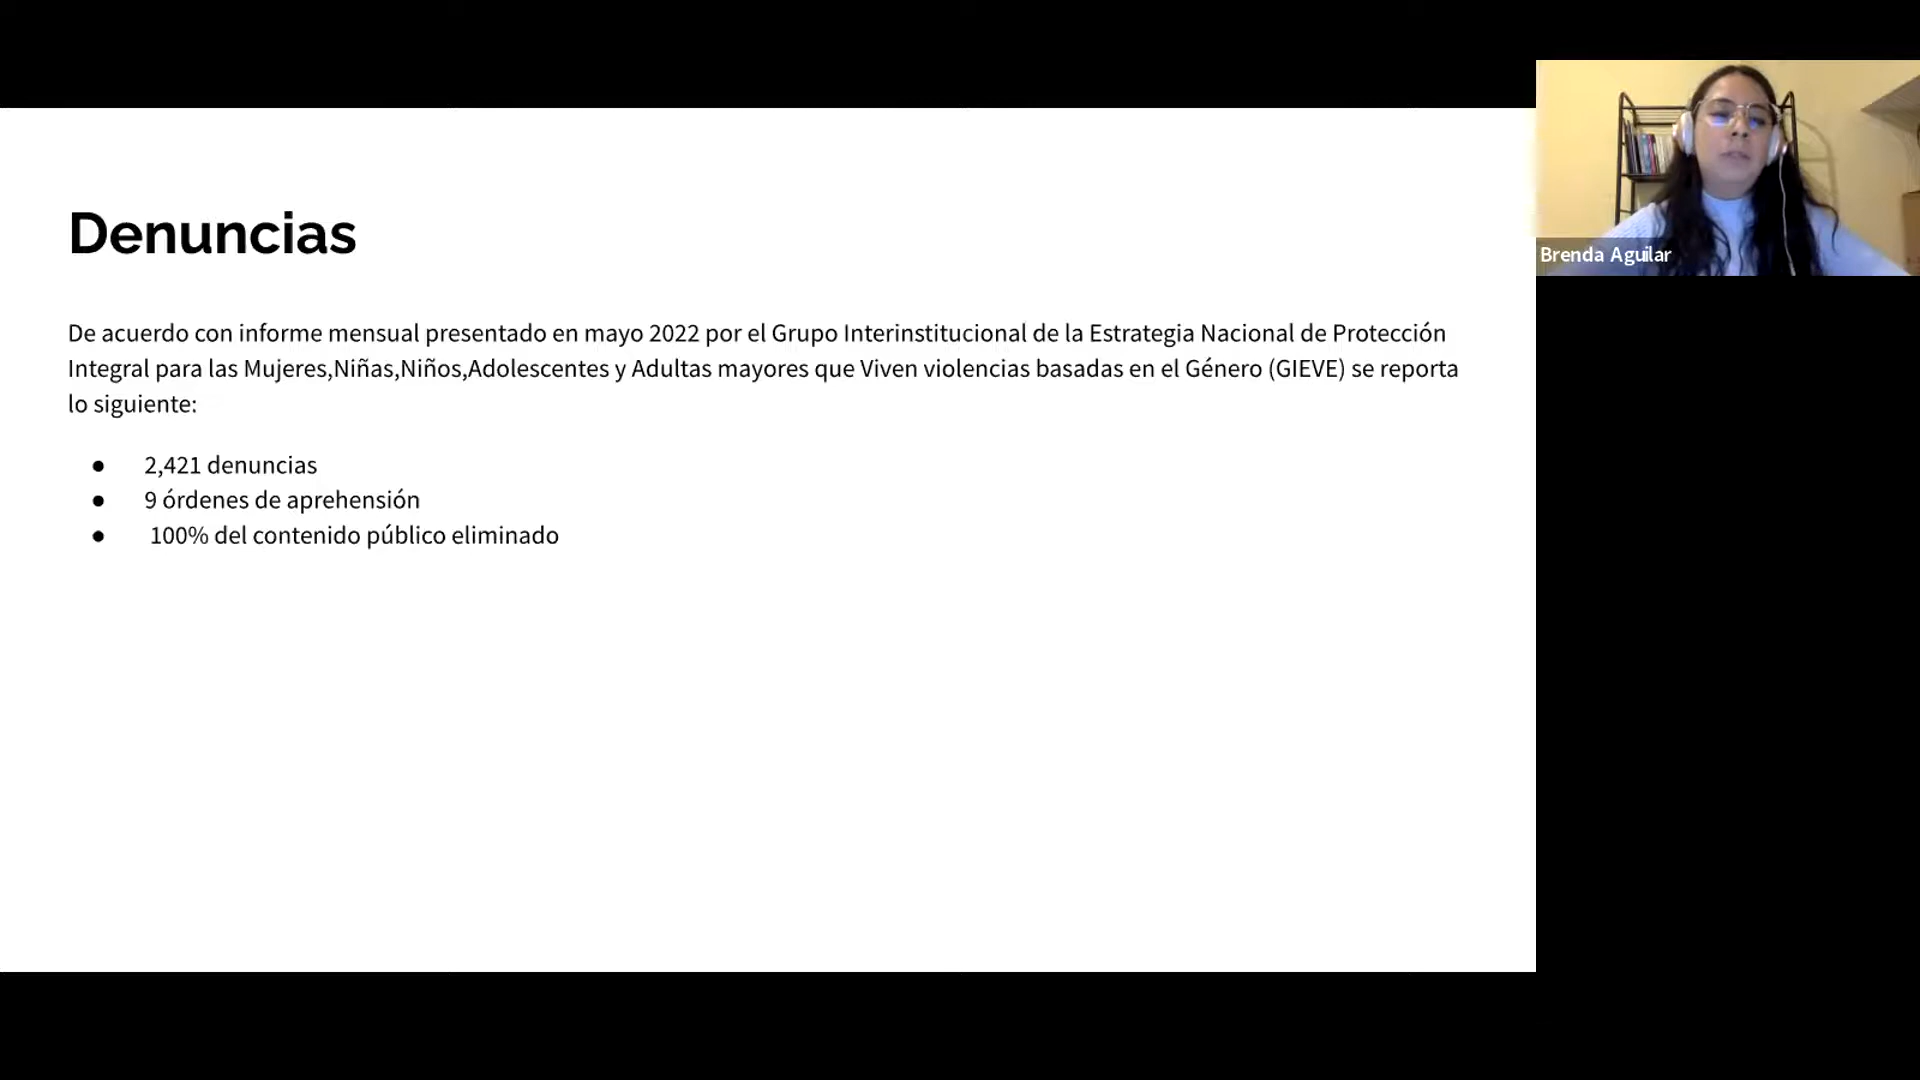 Denuncias
De acuerdo con informe mensual presentado en mayo 2022 por el Grupo Interinstitucional de la Estrategia Nacional de Protección
Integral para las Mujeres,Niñas,Niños,Adolescentes y Adultas mayores que Viven violencias basadas en el Género (GIEVE) se reporta
lo siguiente:
● 2,421 denuncias
● 9 órdenes de aprehensión
● 100% del contenido público eliminado
Brenda Aguilar